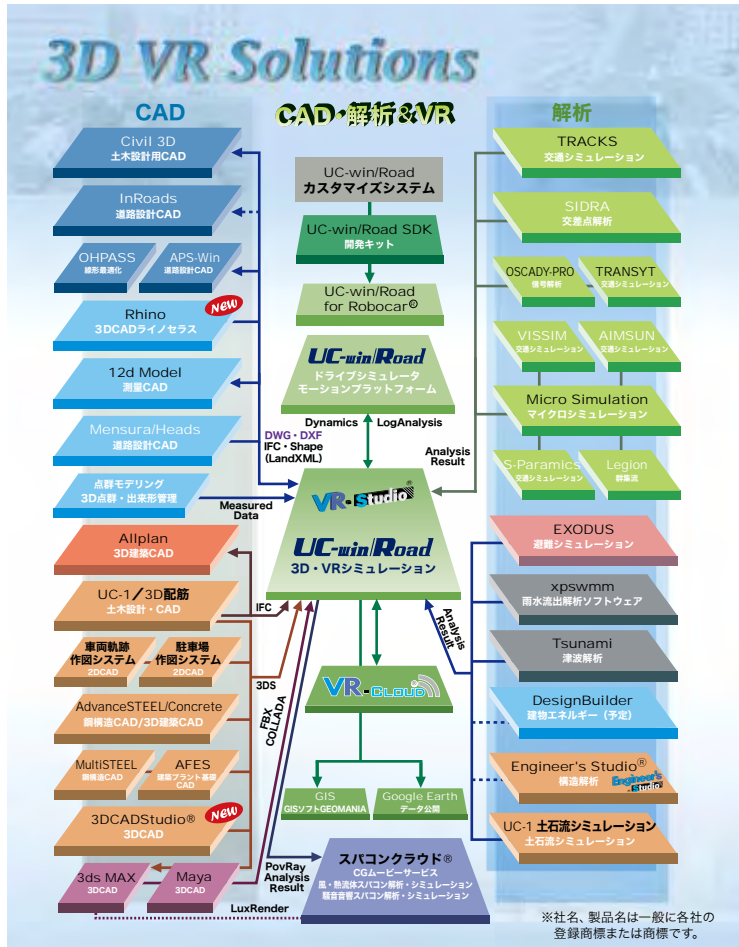 3D VR Solutions
CAD
CAD・解析&VR
解析
Civil 3D
土木設計用CAD
InRoads
道路設計CAD
OHPASS
線形最適化
APS-Win
道路設計CAD
Rhino
3DCADライノセラス
New
12d Model
測量CAD
Mensura/Heads
道路設計CAD
点群モデリング
3D点群・出来形管理
Allplan
3D建築CAD
UC-1／3D配筋
土木設計・CAD
車両軌跡
作図システム
2DCAD
駐車場
作図システム
2DCAD
AdvanceSTEEL/Concrete
鋼構造CAD/3D建築CAD
MultiSTEEL
鋼構造CAD
AFES
建築プラント基礎
CAD
3DCADStudio®
3DCAD
New
3ds MAX
3DCAD
Maya
3DCAD
UC-win/Road
カスタマイズシステム
UC-win/Road SDK
開発キット
UC-win/Road
for Robocar®
UC-win/Road
ドライブシミュレータ
モーションプラットフォーム
Dynamics
LogAnalysis
DWG・DXF
IFC・Shape
(LandXML)
Analysis
Result
Measured
Data
VR-Studio®
UC-win/Road
3D・VRシミュレーション
IFC
3DS
FBX
COLLADA
Analysis
Result
VR-CLOUD
GIS
GISソフトGEOMANIA
Google Earth
データ公開
PovRay
Analysis
Result
LuxRender
スパコンクラウド®
CGムービーサービス
風・熱流体スパコン解析・シミュレーション
騒音音響スパコン解析・シミュレーション
TRACKS
交通シミュレーション
SIDRA
交差点解析
OSCADY-PRO
信号解析
TRANSYT
交通シミュレーション
VISSIM
交通シミュレーション
AIMSUN
交通シミュレーション
Micro Simulation
マイクロシミュレーション
S-Paramics
交通シミュレーション
Legion
群集流
EXODUS
避難シミュレーション
xpswmm
雨水流出解析ソフトウェア
Tsunami
津波解析
DesignBuilder
建物エネルギー（予定）
Engineer's Studio®
構造解析
Engineer's
Studio
UC-1 土石流シミュレーション
土石流シミュレーション
※社名、製品名は一般に各社の
登録商標または商標です。